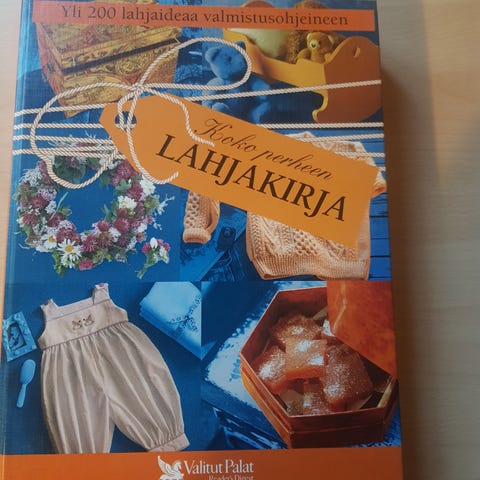 Yli 200 lahjaideaa valmistusohjeineen
Koko perheen
LAHJAKIRJA
Valitut Palat
Reader's Digest